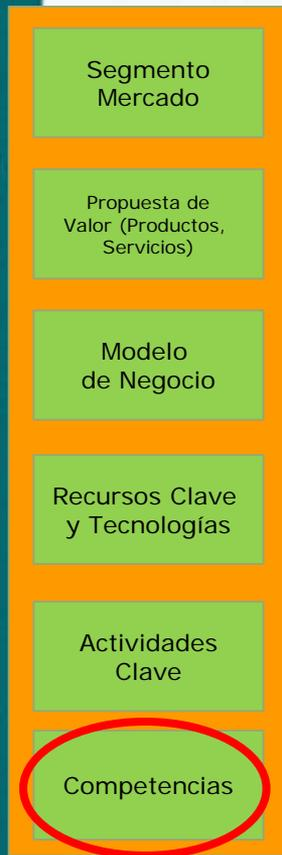 Segmento
Mercado
Propuesta de
Valor (Productos,
Servicios)
Modelo
de Negocio
Recursos Clave
y Tecnologías
Actividades
Clave
Competencias